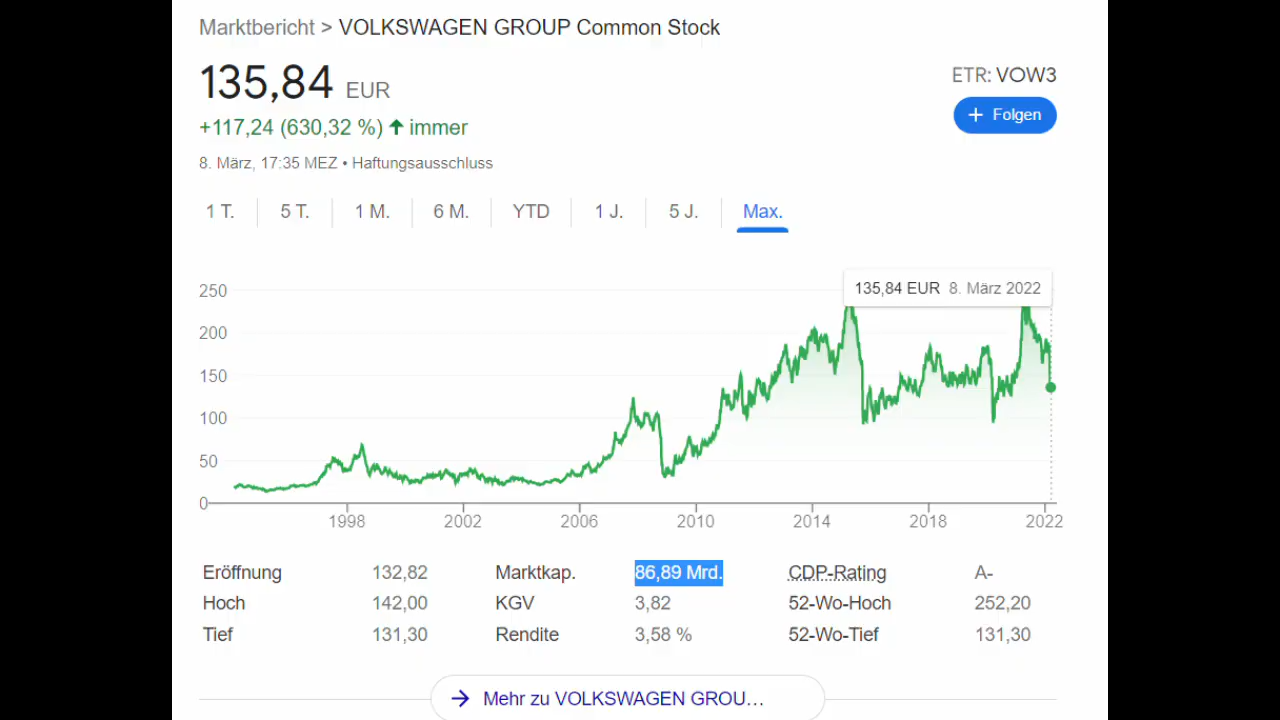 Marktbericht > VOLKSWAGEN GROUP Common Stock
135,84 EUR
ETR: VOW3
+ Folgen
+117,24 (630,32 %) ↑ immer
8. März, 17:35 MEZ • Haftungsausschluss
1 T. 5 T. 1 M. 6 M. YTD 1 J. 5 J. Max.
135,84 EUR 8. März 2022
250
200
150
100
50
0
1998 2002 2006 2010 2014 2018 2022
Eröffnung 132,82 Marktkap. 86,89 Mrd. CDP-Rating A-
Hoch 142,00 KGV 3,82 52-Wo-Hoch 252,20
Tief 131,30 Rendite 3,58 % 52-Wo-Tief 131,30
→ Mehr zu VOLKSWAGEN GROU…